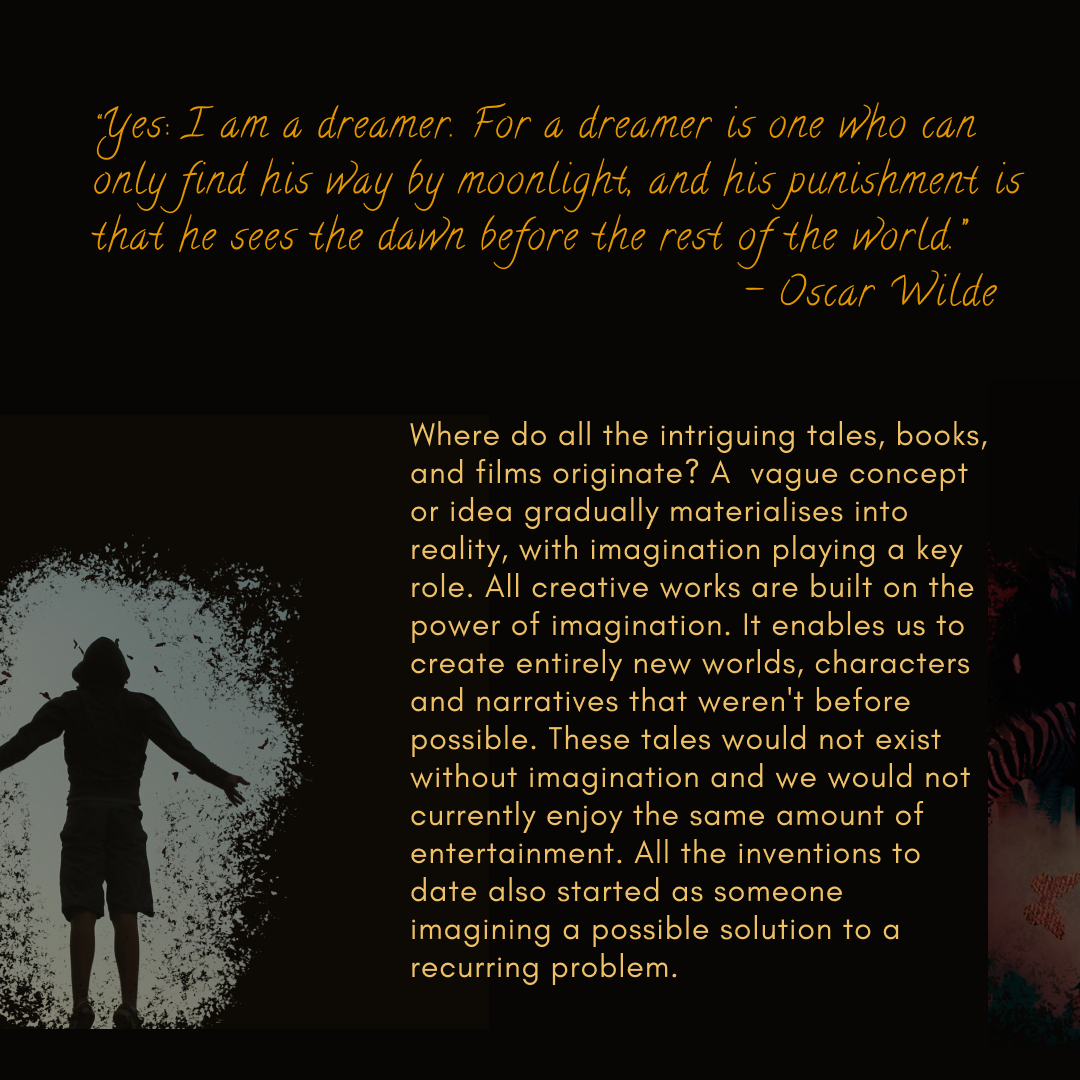 “Yes: I am a dreamer. For a dreamer is one who can
only find his way by moonlight, and his punishment is
that he sees the dawn before the rest of the world.”
– Oscar Wilde
Where do all the intriguing tales, books,
and films originate? A  vague concept
or idea gradually materialises into
reality, with imagination playing a key
role. All creative works are built on the
power of imagination. It enables us to
create entirely new worlds, characters
and narratives that weren't before
possible. These tales would not exist
without imagination and we would not
currently enjoy the same amount of
entertainment. All the inventions to
date also started as someone
imagining a possible solution to a
recurring problem.